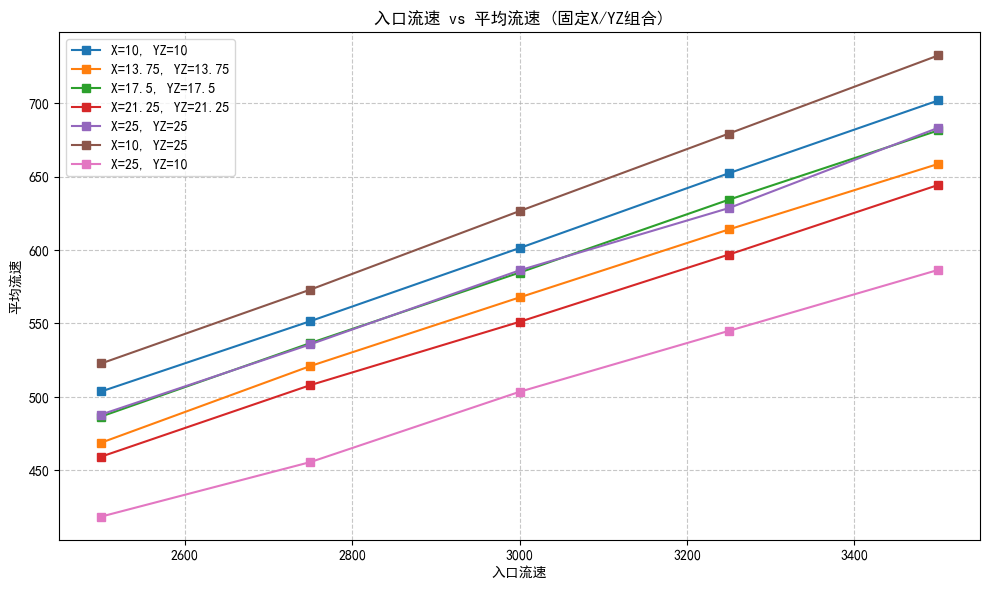 入口流速 vs 平均流速 (固定X/YZ组合)
X=10, YZ=10
X=13.75, YZ=13.75
X=17.5, YZ=17.5
X=21.25, YZ=21.25
X=25, YZ=25
X=10, YZ=25
X=25, YZ=10
700
650
600
550
500
450
平均流速
2600
2800
3000
3200
3400
入口流速